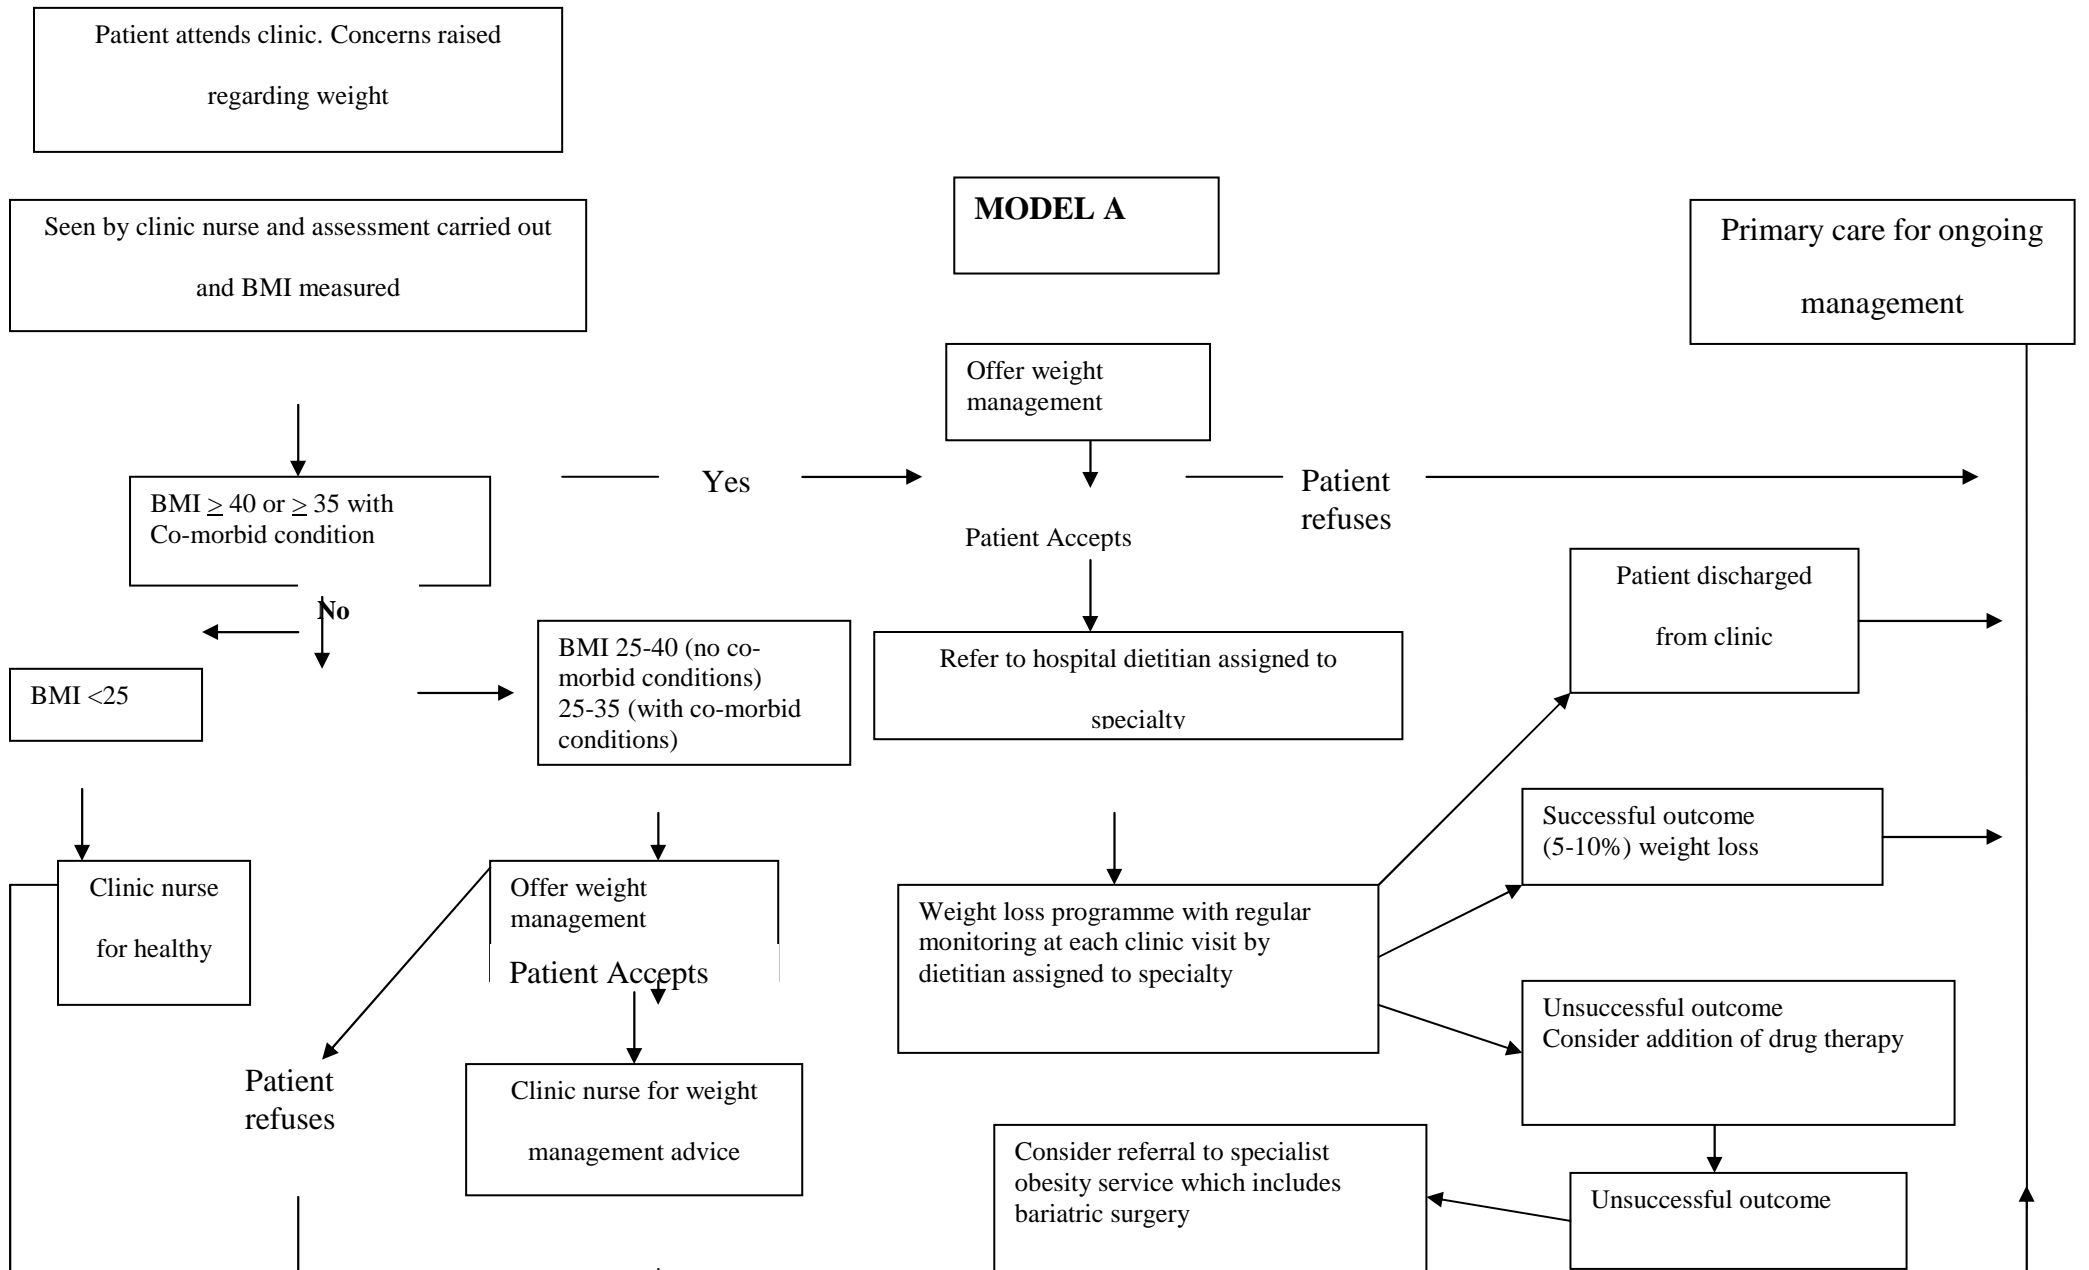 Patient attends clinic. Concerns raised
regarding weight
Seen by clinic nurse and assessment carried out
and BMI measured
MODEL A
Primary care for ongoing
management
Offer weight
management
BMI ≥ 40 or ≥ 35 with
Co-morbid condition
Yes
Patient
refuses
Patient Accepts
No
BMI <25
BMI 25-40 (no co-
morbid conditions)
25-35 (with co-morbid
conditions)
Refer to hospital dietitian assigned to
specialty
Patient discharged
from clinic
Successful outcome
(5-10%) weight loss
Clinic nurse
for healthy
Offer weight
management
Patient Accepts
Weight loss programme with regular
monitoring at each clinic visit by
dietitian assigned to specialty
Unsuccessful outcome
Consider addition of drug therapy
Patient
refuses
Clinic nurse for weight
management advice
Consider referral to specialist
obesity service which includes
bariatric surgery
Unsuccessful outcome